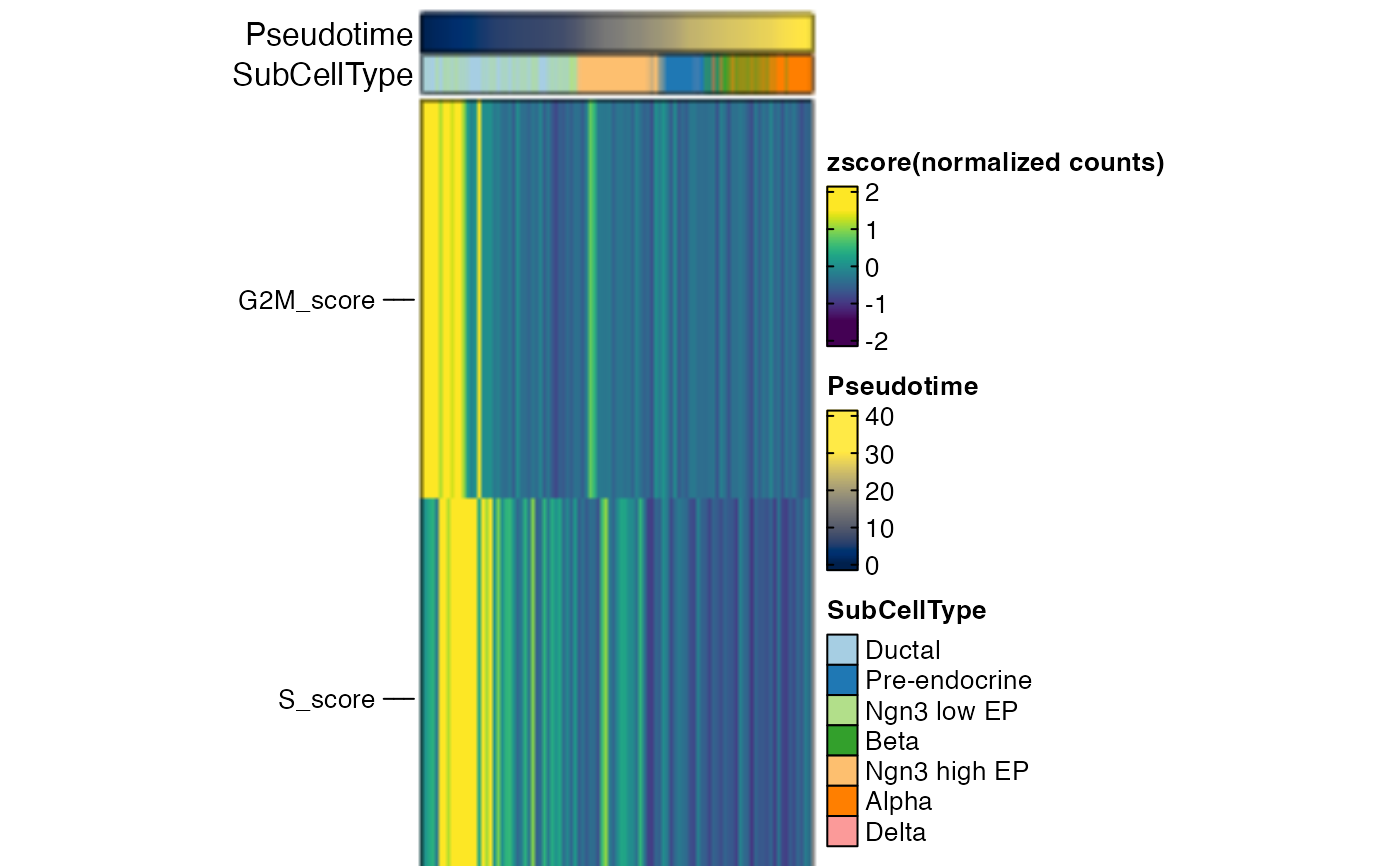 Pseudotime
SubCellType
G2M_score
S_score
zscore(normalized counts)
2
1
0
-1
-2
Pseudotime
40
30
20
10
0
SubCellType
Ductal
Pre-endocrine
Ngn3 low EP
Beta
Ngn3 high EP
Alpha
Delta